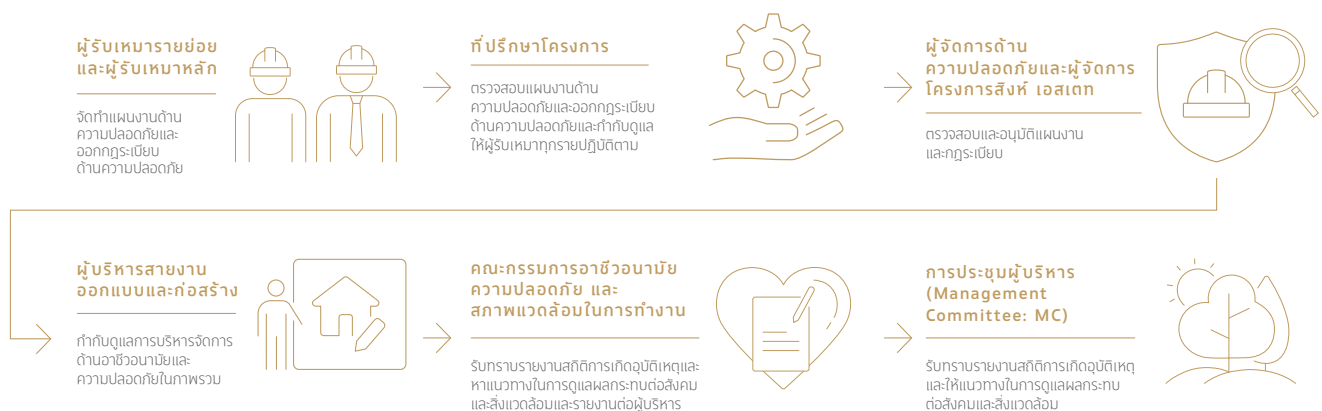 ผู้รับเหมารายย่อย
และผู้รับเหมาหลัก
จัดทำแผนงานด้าน
ความปลอดภัยและ
ออกกฎระเบียบ
ด้านความปลอดภัย
ที่ปรึกษาโครงการ
ตรวจสอบแผนงานด้าน
ความปลอดภัยและออกกฎระเบียบ
ด้านความปลอดภัยและกำกับดูแล
ให้ผู้รับเหมาทุกรายปฏิบัติตาม
ผู้จัดการด้าน
ความปลอดภัยและผู้จัดการ
โครงการสิงห์ เอสเตท
ตรวจสอบและอนุมัติแผนงาน
และกฎระเบียบ
ผู้บริหารสายงาน
ออกแบบและก่อสร้าง
กำกับดูแลการบริหารจัดการ
ด้านอาชีวอนามัยและ
ความปลอดภัยในภาพรวม
คณะกรรมการอาชีวอนามัย
ความปลอดภัย และ
สภาพแวดล้อมในการทำงาน
รับทราบรายงานสถิติการเกิดอุบัติเหตุและ
หาแนวทางในการดูแลผลกระทบต่อสังคม
และสิ่งแวดล้อมและรายงานต่อผู้บริหาร
การประชุมผู้บริหาร
(Management
Committee: MC)
รับทราบรายงานสถิติการเกิดอุบัติเหตุ
และให้แนวทางในการดูแลผลกระทบ
ต่อสังคมและสิ่งแวดล้อม